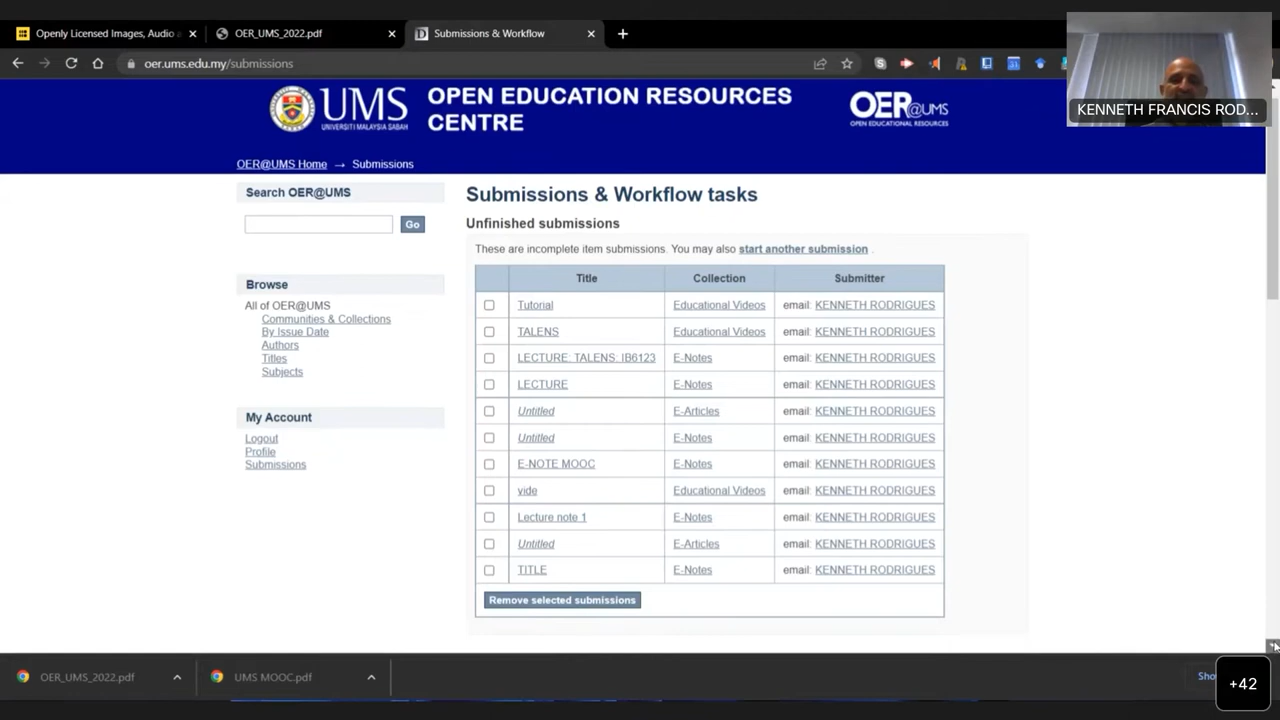 Openly Licensed Images, Audio a
OER_UMS_2022.pdf
Submissions & Workflow
oer.ums.edu.my/submissions
UMS
UNIVERSITI MALAYSIA SABAH
OPEN EDUCATION RESOURCES
CENTRE
OER@UMS
OPEN EDUCATIONAL RESOURCES
KENNETH FRANCIS ROD...
OER@UMS Home → Submissions
Search OER@UMS
Go
Browse
All of OER@UMS
Communities & Collections
By Issue Date
Authors
Titles
Subjects
My Account
Logout
Profile
Submissions
Submissions & Workflow tasks
Unfinished submissions
These are incomplete item submissions. You may also start another submission .
Title Collection Submitter
Tutorial Educational Videos email: KENNETH RODRIGUES
TALENS Educational Videos email: KENNETH RODRIGUES
LECTURE: TALENS: IB6123 E-Notes email: KENNETH RODRIGUES
LECTURE E-Notes email: KENNETH RODRIGUES
Untitled E-Articles email: KENNETH RODRIGUES
Untitled E-Notes email: KENNETH RODRIGUES
E-NOTE MOOC E-Notes email: KENNETH RODRIGUES
vide Educational Videos email: KENNETH RODRIGUES
Lecture note 1 E-Notes email: KENNETH RODRIGUES
Untitled E-Articles email: KENNETH RODRIGUES
TITLE E-Notes email: KENNETH RODRIGUES
Remove selected submissions
OER_UMS_2022.pdf
UMS MOOC.pdf
Sho
+42